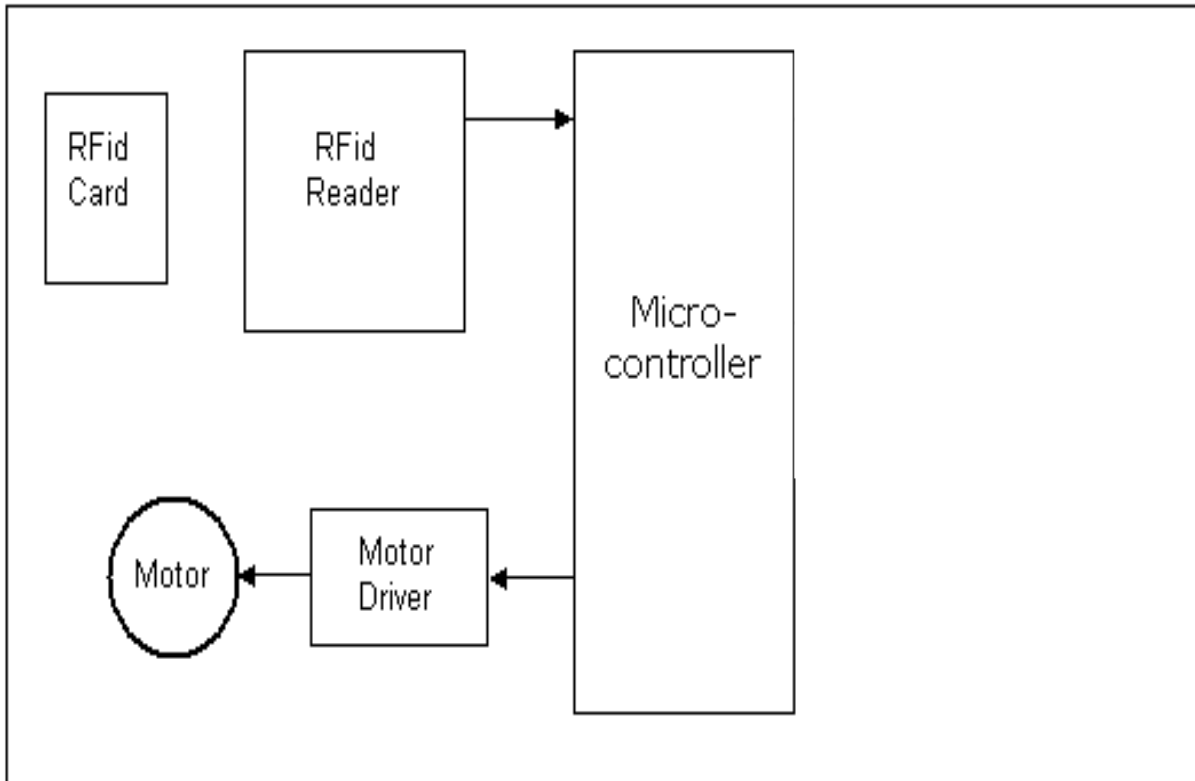 RFid
Card
RFid
Reader
Micro-
controller
Motor
Motor
Driver